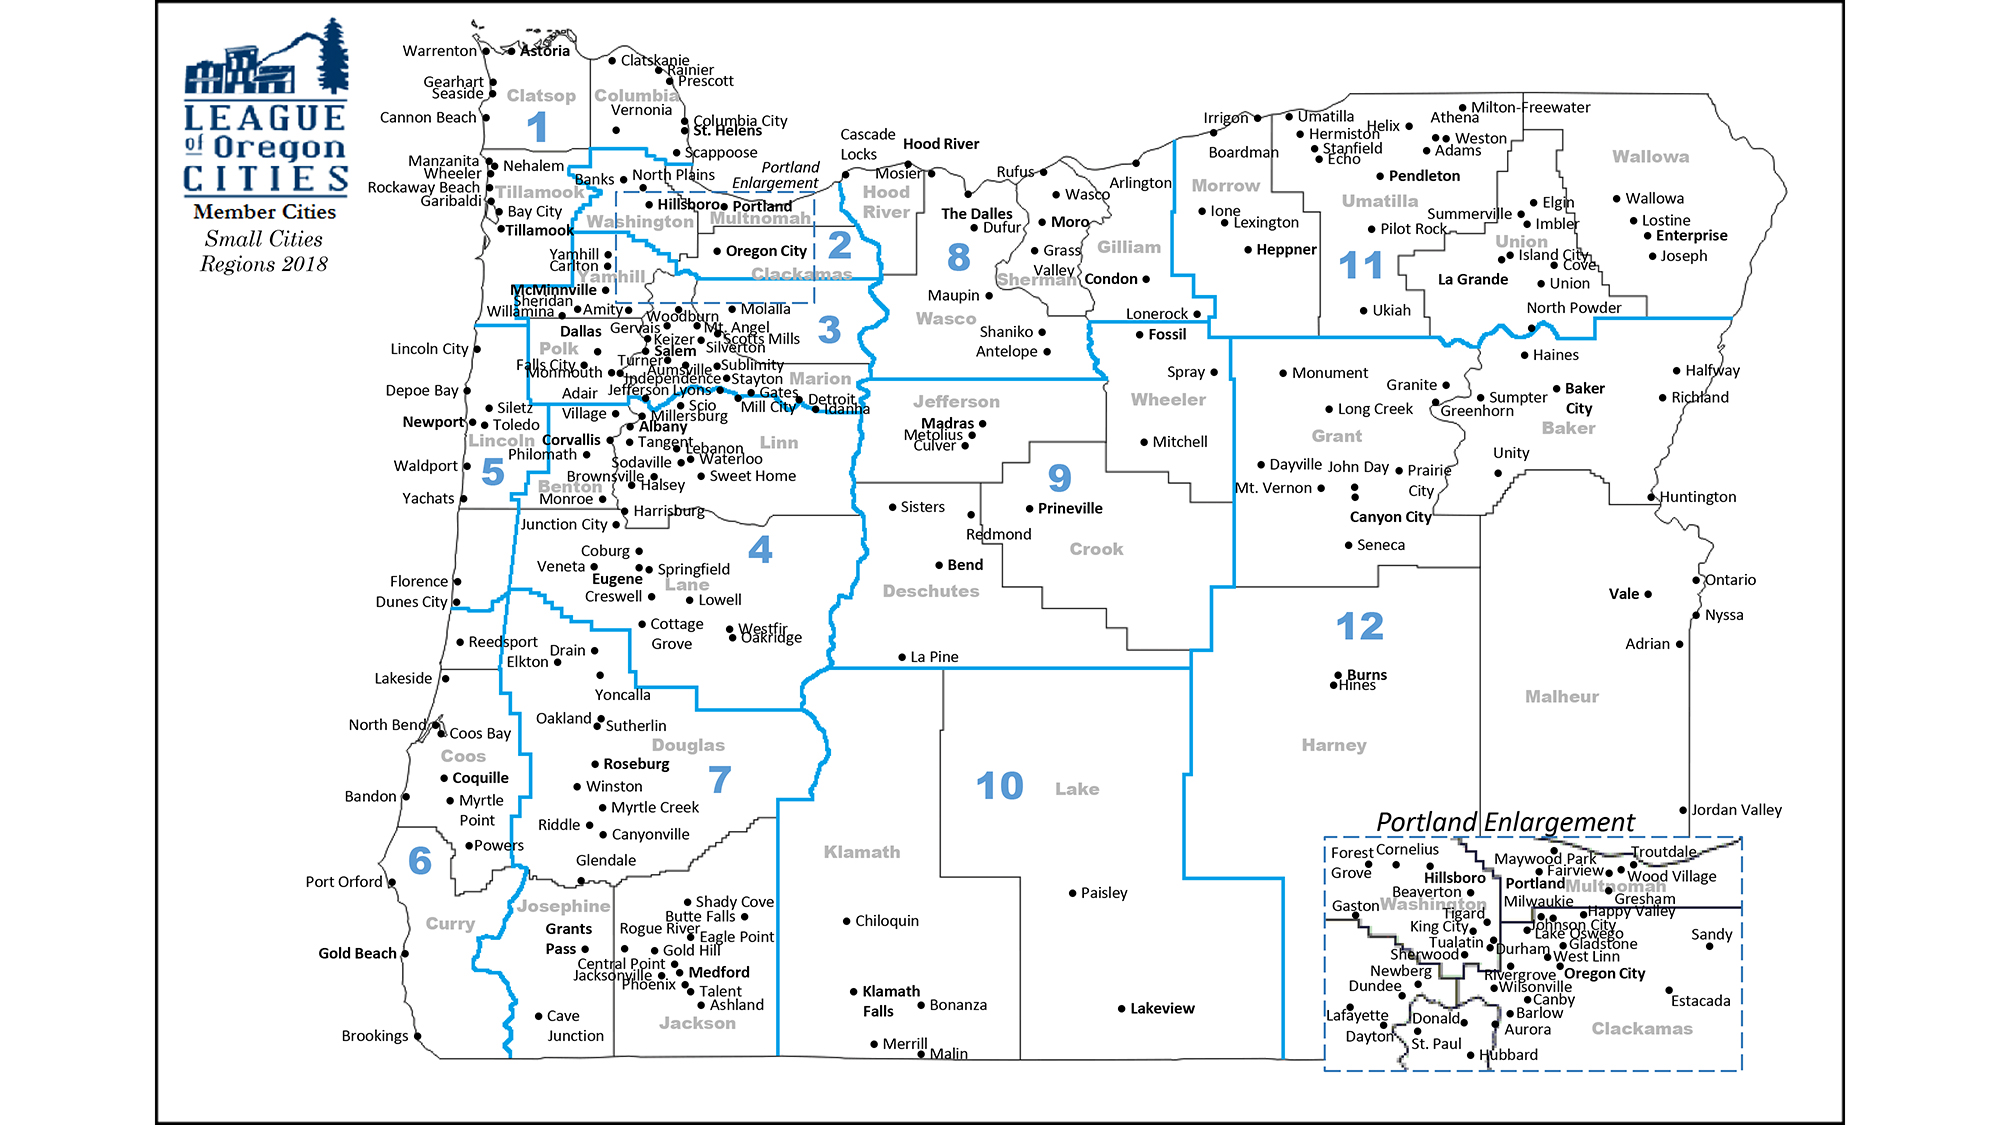 LEAGUE
of Oregon
CITIES
Member Cities
Small Cities
Regions 2018
Warrenton
Astoria
Clatskanie
Rainier
Prescott
Gearhart
Seaside
Clatsop
Columbia
Vernonia
Cannon Beach
1
Columbia City
St. Helens
Scappoose
Manzanita
Nehalem
Wheeler
Rockaway Beach
Tillamook
Garibaldi
Bay City
Tillamook
Banks
North Plains
Portland
Enlargement
Hillsboro
Portland
Washington
Multnomah
Oregon City
2
Clackamas
Yamhill
Carlton
Yamhill
McMinnville
Sheridan
Willamina
Amity
Woodburn
Molalla
Dallas
Gervais
Mt. Angel
3
Polk
Keizer
Scotts Mills
Salem
Silverton
Falls City
Turner
Sublimity
Monmouth
Aumsville
Independence
Stayton
Marion
Adair
Village
Jefferson
Lyons
Gates
Detroit
Mill City
Idanha
Scio
Millersburg
Albany
Lincoln City
Depoe Bay
Siletz
Newport
Toledo
Lincoln
Corvallis
Tangent
Linn
Philomath
Lebanon
Waldport
5
Sodaville
Waterloo
Brownsville
Sweet Home
Benton
Halsey
Yachats
Monroe
Harrisburg
Junction City
Coburg
4
Veneta
Springfield
Eugene
Lane
Florence
Creswell
Lowell
Dunes City
Cottage
Grove
Westfir
Oakridge
Reedsport
Drain
Elkton
Lakeside
Yoncalla
North Bend
Coos Bay
Oakland
Sutherlin
Coos
Douglas
Coquille
Roseburg
7
Bandon
Myrtle
Point
Winston
Myrtle Creek
Riddle
Canyonville
Powers
6
Glendale
Port Orford
Curry
Josephine
Shady Cove
Butte Falls
Grants
Pass
Rogue River
Eagle Point
Gold Hill
Gold Beach
Central Point
Jacksonville
Medford
Phoenix
Talent
Ashland
Cave
Junction
Jackson
Brookings
Cascade
Locks
Hood River
Mosier
Hood
River
The Dalles
Dufur
8
Rufus
Wasco
Moro
Grass
Valley
Sherman
Maupin
Wasco
Shaniko
Antelope
Arlington
Gilliam
Condon
Lonerock
Fossil
Spray
Wheeler
Mitchell
Jefferson
Madras
Metolius
Culver
9
Prineville
Sisters
Redmond
Crook
Bend
Deschutes
La Pine
10
Lake
Klamath
Paisley
Chiloquin
Klamath
Falls
Bonanza
Lakeview
Merrill
Malin
Irrigon
Boardman
Morrow
Ione
Lexington
Heppner
Umatilla
Hermiston
Stanfield
Echo
Helix
Milton-Freewater
Athena
Weston
Adams
Pendleton
Umatilla
Pilot Rock
11
Ukiah
Elgin
Summerville
Imbler
Union
Island City
Cove
La Grande
Union
North Powder
Wallowa
Wallowa
Lostine
Enterprise
Joseph
Haines
Halfway
Monument
Granite
Sumpter
Baker
City
Richland
Long Creek
Greenhorn
Grant
Baker
Dayville
John Day
Prairie
City
Unity
Mt. Vernon
Huntington
Canyon City
Seneca
Ontario
Vale
Nyssa
12
Adrian
Burns
Hines
Malheur
Harney
Jordan Valley
Portland Enlargement
Forest
Grove
Cornelius
Maywood Park
Troutdale
Fairview
Wood Village
Hillsboro
Portland
Multnomah
Beaverton
Gresham
Washington
Milwaukie
Gaston
Tigard
Happy Valley
King City
Johnson City
Lake Oswego
Sandy
Tualatin
Durham
Gladstone
Sherwood
West Linn
Newberg
Rivergrove
Oregon City
Dundee
Wilsonville
Canby
Estacada
Lafayette
Donald
Barlow
Dayton
Aurora
Clackamas
St. Paul
Hubbard